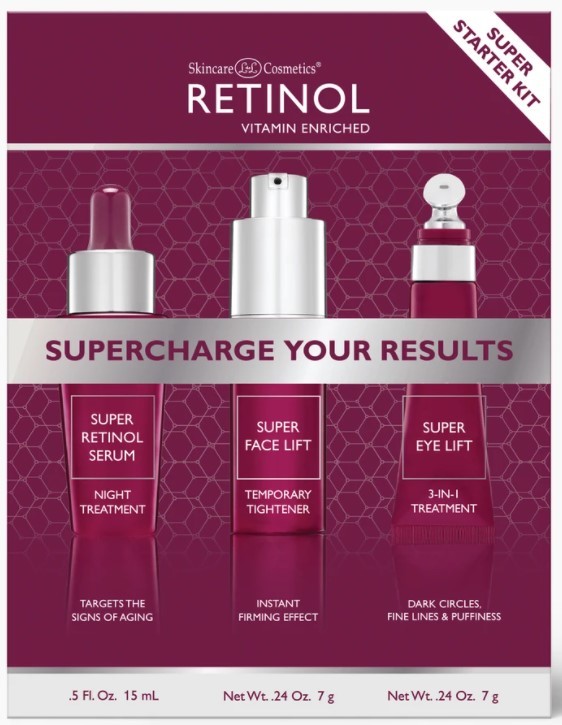 SUPER
STARTER KIT
Skincare L&L Cosmetics®
RETINOL
VITAMIN ENRICHED
SUPERCHARGE YOUR RESULTS
SUPER
RETINOL
SERUM
NIGHT
TREATMENT
TARGETS THE
SIGNS OF AGING
SUPER
FACE LIFT
TEMPORARY
TIGHTENER
INSTANT
FIRMING EFFECT
SUPER
EYE LIFT
3-IN-1
TREATMENT
DARK CIRCLES,
FINE LINES & PUFFINESS
.5 Fl. Oz. 15 mL
Net Wt. .24 Oz. 7 g
Net Wt. .24 Oz. 7 g